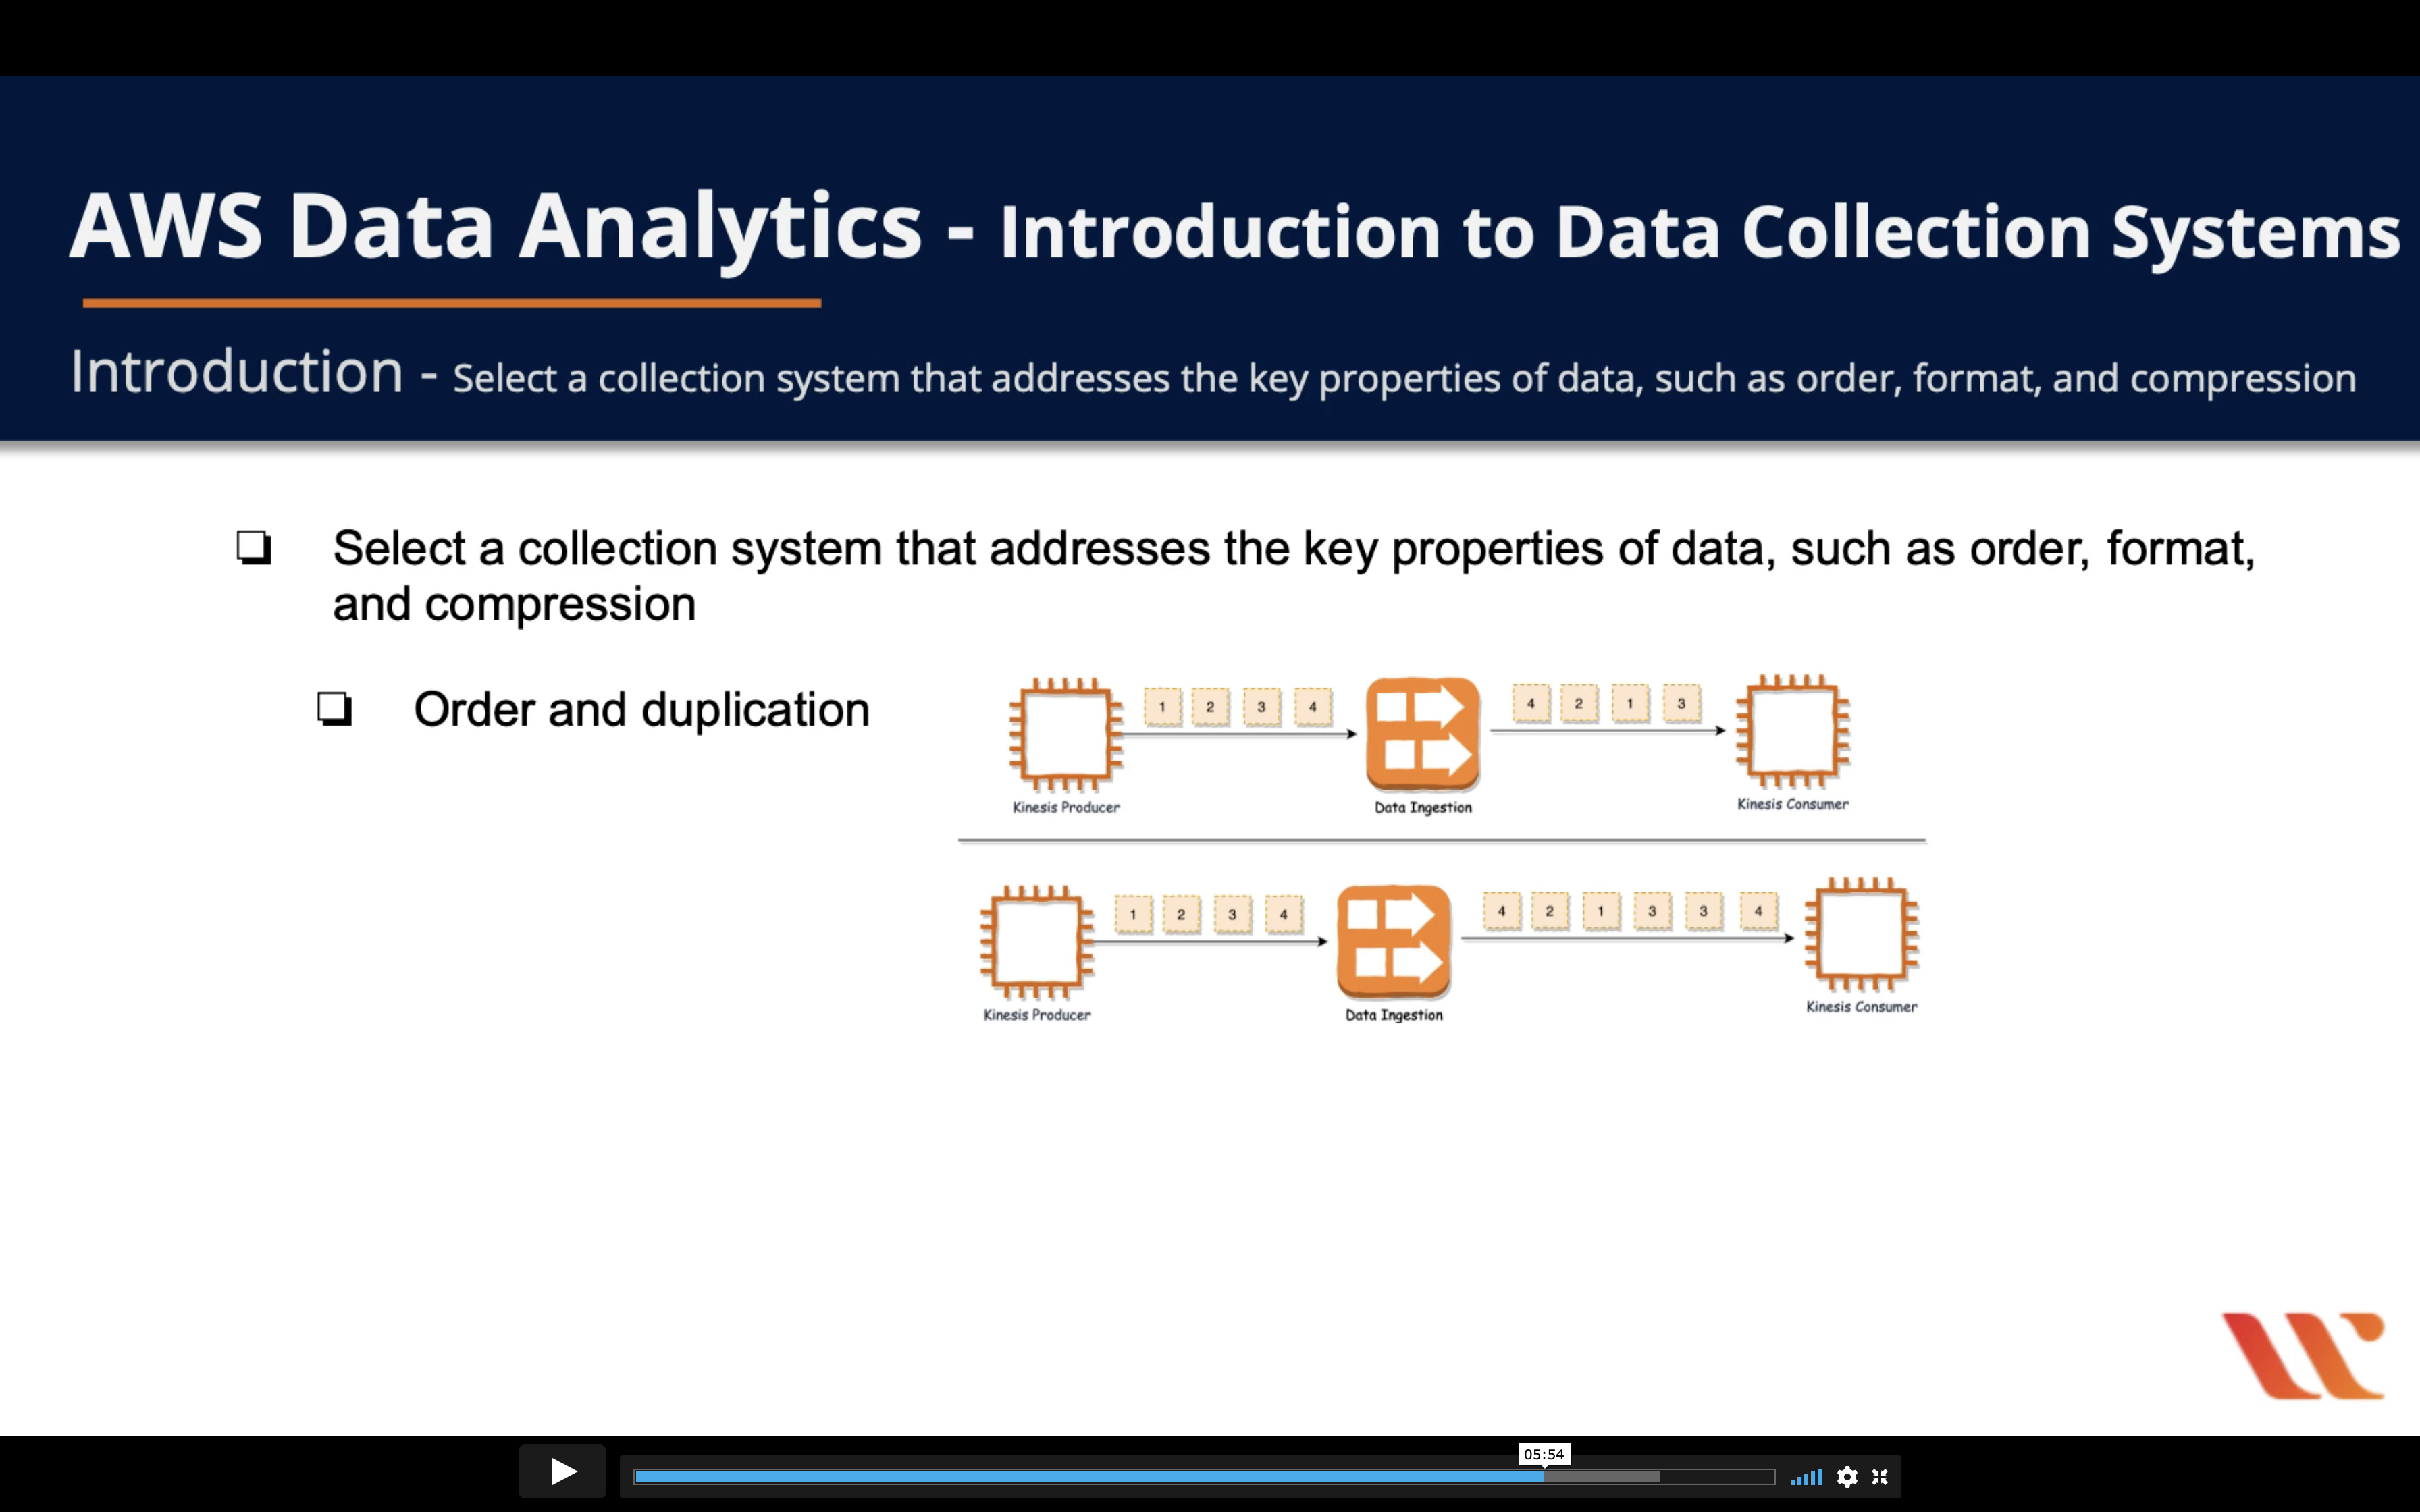 AWS Data Analytics - Introduction to Data Collection Systems
Introduction - Select a collection system that addresses the key properties of data, such as order, format, and compression
Select a collection system that addresses the key properties of data, such as order, format,
and compression
Order and duplication
1 2 3 4
4 2 1 3
Kinesis Producer
Data Ingestion
Kinesis Consumer
1 2 3 4
4 2 1 3 3 4
Kinesis Producer
Data Ingestion
Kinesis Consumer
05:54